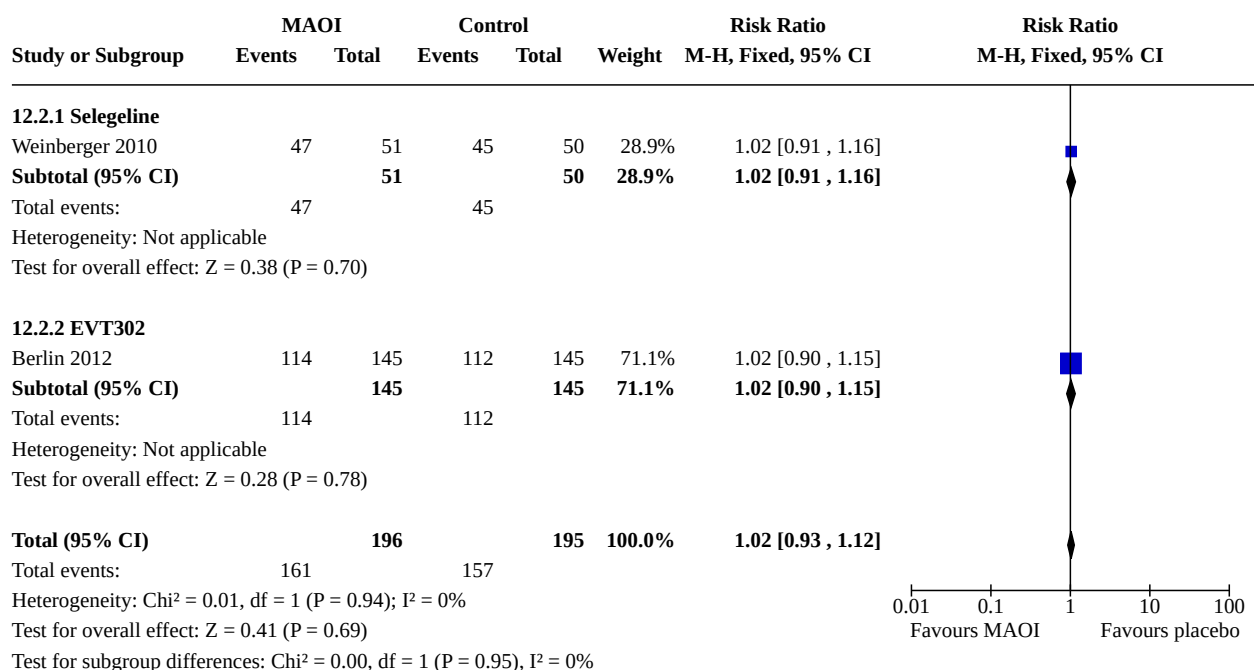 MAOI Control Risk Ratio Risk Ratio
Study or Subgroup Events Total Events Total Weight M-H, Fixed, 95% CI M-H, Fixed, 95% CI
12.2.1 Selegeline
Weinberger 2010 47 51 45 50 28.9% 1.02 [0.91 , 1.16]
Subtotal (95% CI) 51 50 28.9% 1.02 [0.91 , 1.16]
Total events: 47 45
Heterogeneity: Not applicable
Test for overall effect: Z = 0.38 (P = 0.70)
12.2.2 EVT302
Berlin 2012 114 145 112 145 71.1% 1.02 [0.90 , 1.15]
Subtotal (95% CI) 145 145 71.1% 1.02 [0.90 , 1.15]
Total events: 114 112
Heterogeneity: Not applicable
Test for overall effect: Z = 0.28 (P = 0.78)
Total (95% CI) 196 195 100.0% 1.02 [0.93 , 1.12]
Total events: 161 157
Heterogeneity: Chi² = 0.01, df = 1 (P = 0.94); I² = 0%
0.01 0.1 1 10 100
Test for overall effect: Z = 0.41 (P = 0.69)
Favours MAOI Favours placebo
Test for subgroup differences: Chi² = 0.00, df = 1 (P = 0.95), I² = 0%